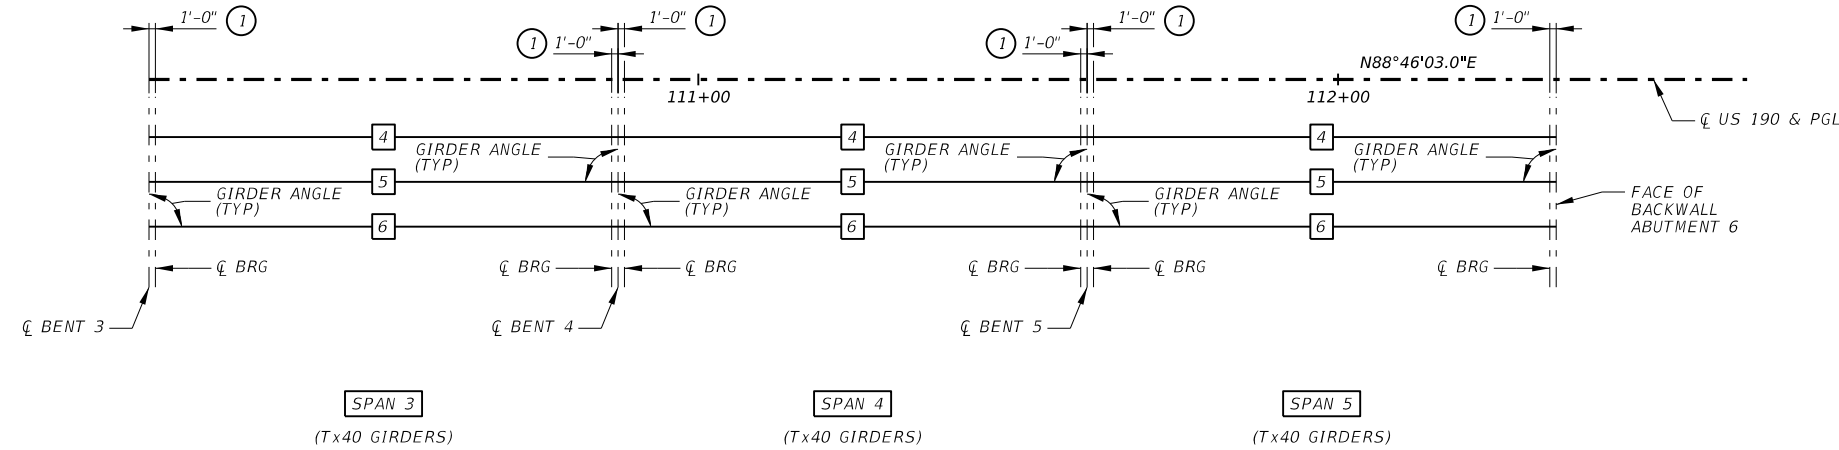 1'-0" 1
1'-0" 1
1'-0" 1
1 1'-0"
1 1'-0"
1 1'-0"
N88°46'03.0"E
111+00
112+00
℄ US 190 & PGL
4
4
4
GIRDER ANGLE
(TYP)
GIRDER ANGLE
(TYP)
GIRDER ANGLE
(TYP)
5
5
5
GIRDER ANGLE
(TYP)
GIRDER ANGLE
(TYP)
GIRDER ANGLE
(TYP)
FACE OF
BACKWALL
ABUTMENT 6
6
6
6
℄ BRG
℄ BRG
℄ BRG
℄ BRG
℄ BRG
℄ BRG
℄ BENT 3
℄ BENT 4
℄ BENT 5
SPAN 3
(Tx40 GIRDERS)
SPAN 4
(Tx40 GIRDERS)
SPAN 5
(Tx40 GIRDERS)